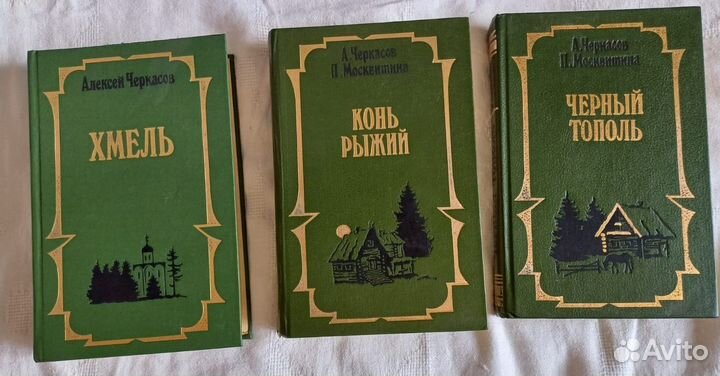 Алексей Черкасов
ХМЕЛЬ
А. Черкасов
П. Москвитина
КОНЬ
РЫЖИЙ
А. Черкасов
П. Москвитина
ЧЕРНЫЙ
ТОПОЛЬ
Avito